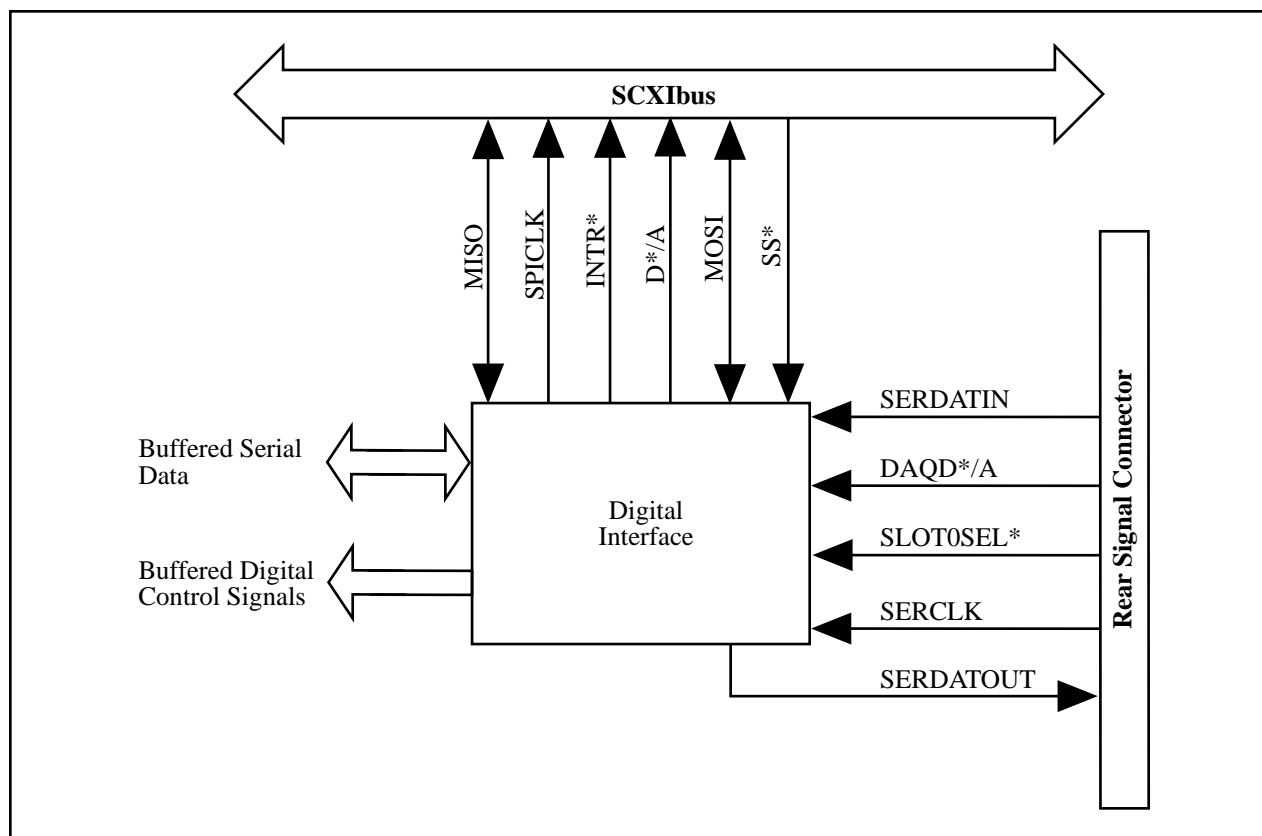 SCXIbus
MISO
SPICLK
INTR*
D*/A
MOSI
SS*
SERDATIN
DAQD*/A
SLOT0SEL*
SERCLK
SERDATOUT
Rear Signal Connector
Buffered Serial
Data
Digital
Interface
Buffered Digital
Control Signals